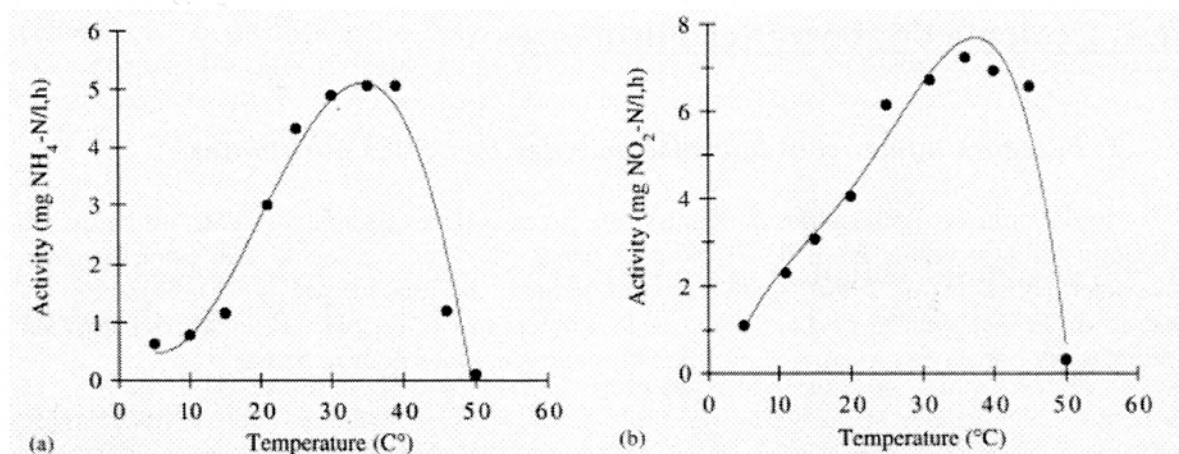 6
5
4
3
2
1
0
Activity (mg NH4-N/l,h)
0 10 20 30 40 50 60
(a) Temperature (C°)
8
6
4
2
0
Activity (mg NO2-N/l,h)
0 10 20 30 40 50 60
(b) Temperature (°C)